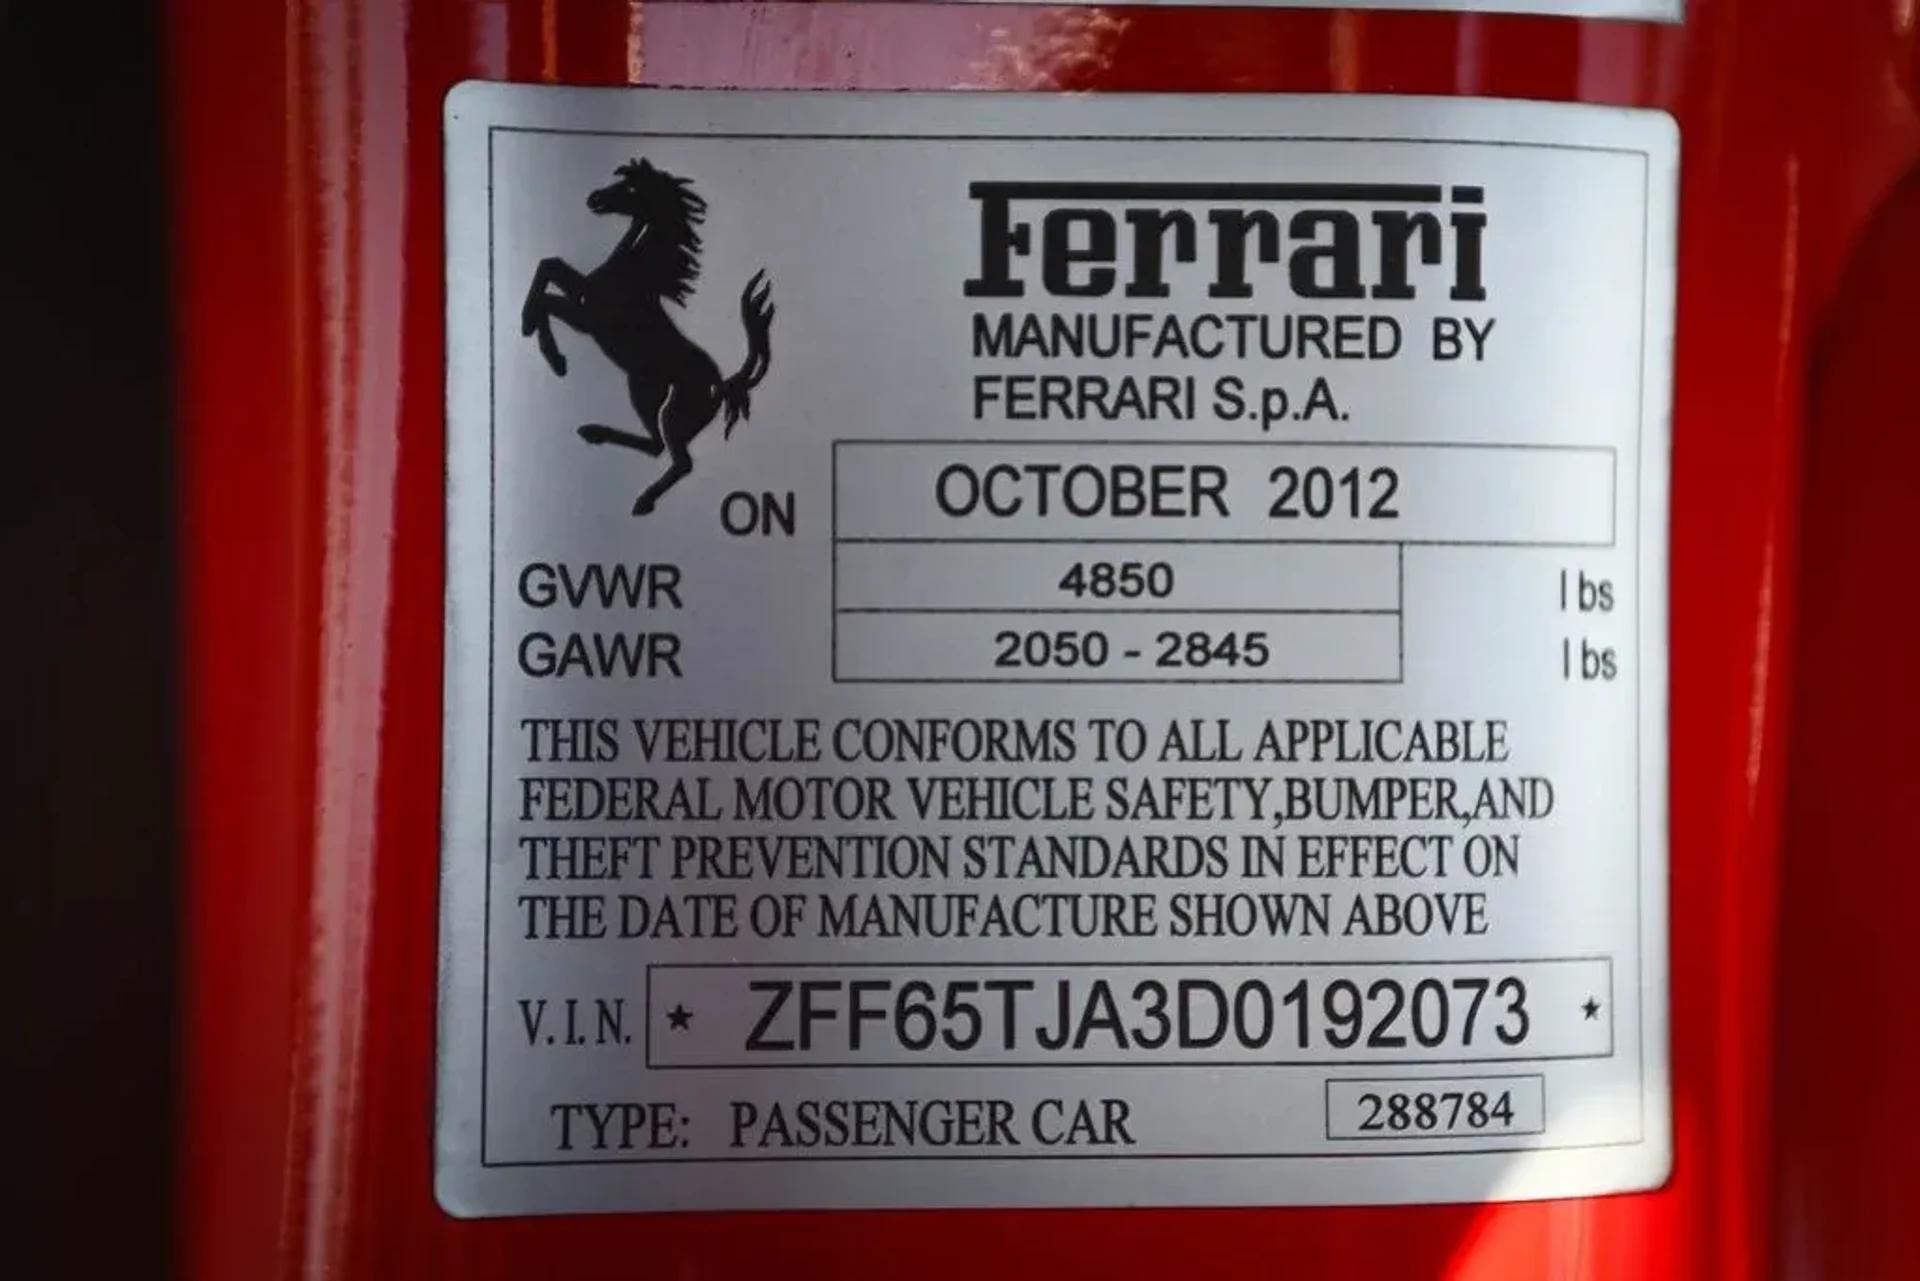 Ferrari
MANUFACTURED BY
FERRARI S.p.A.
ON OCTOBER 2012
GVWR 4850 lbs
GAWR 2050 - 2845 lbs
THIS VEHICLE CONFORMS TO ALL APPLICABLE
FEDERAL MOTOR VEHICLE SAFETY,BUMPER,AND
THEFT PREVENTION STANDARDS IN EFFECT ON
THE DATE OF MANUFACTURE SHOWN ABOVE
V.I.N. * ZFF65TJA3D0192073 *
TYPE: PASSENGER CAR 288784